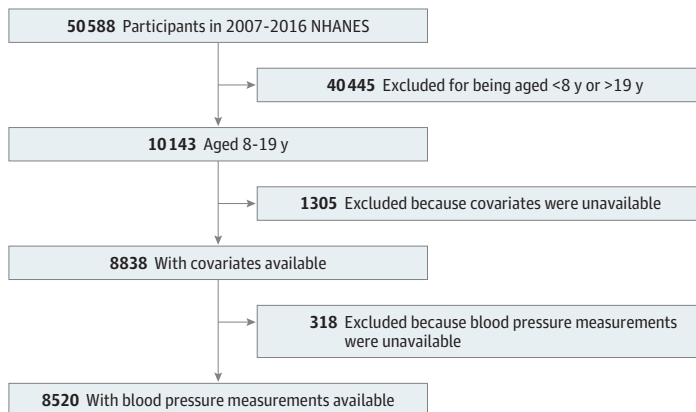 50588 Participants in 2007-2016 NHANES
40445 Excluded for being aged <8 y or >19 y
10143 Aged 8-19 y
1305 Excluded because covariates were unavailable
8838 With covariates available
318 Excluded because blood pressure measurements
were unavailable
8520 With blood pressure measurements available